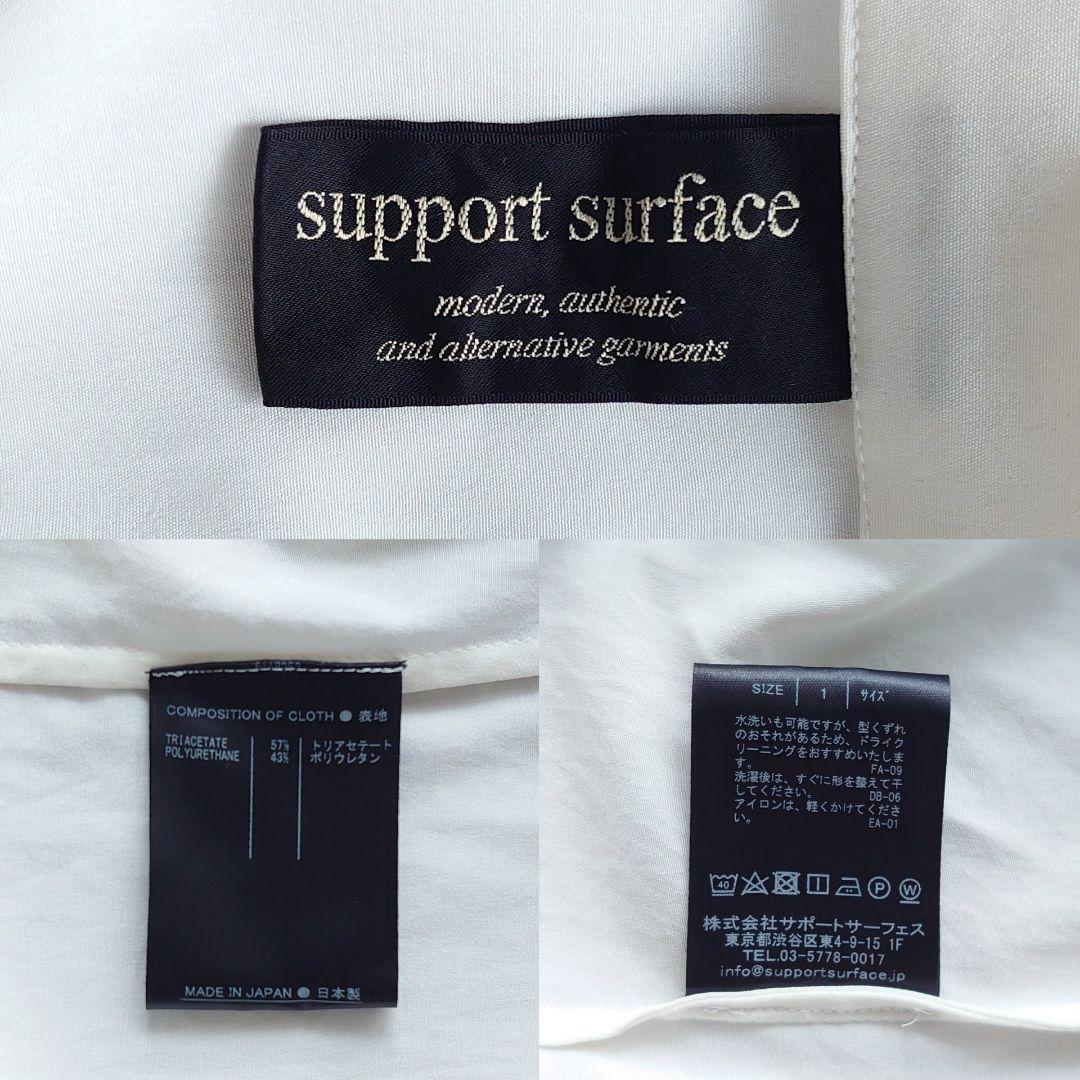 support surface
modern, authentic
and alternative garments
COMPOSITION OF CLOTH ● 表地
TRIACETATE 57% トリアセテート
POLYURETHANE 43% ポリウレタン
MADE IN JAPAN ● 日本製
SIZE 1 サイズ
水洗いも可能ですが、型くずれ
のおそれがあるため、ドライク
リーニングをおすすめいたしま
す。 FA-09
洗濯後は、すぐに形を整えて干
してください。 DB-06
アイロンは、軽くかけてくださ
い。 EA-01
40 P W
株式会社サポートサーフェス
東京都渋谷区東4-9-15 1F
TEL.03-5778-0017
info@supportsurface.jp